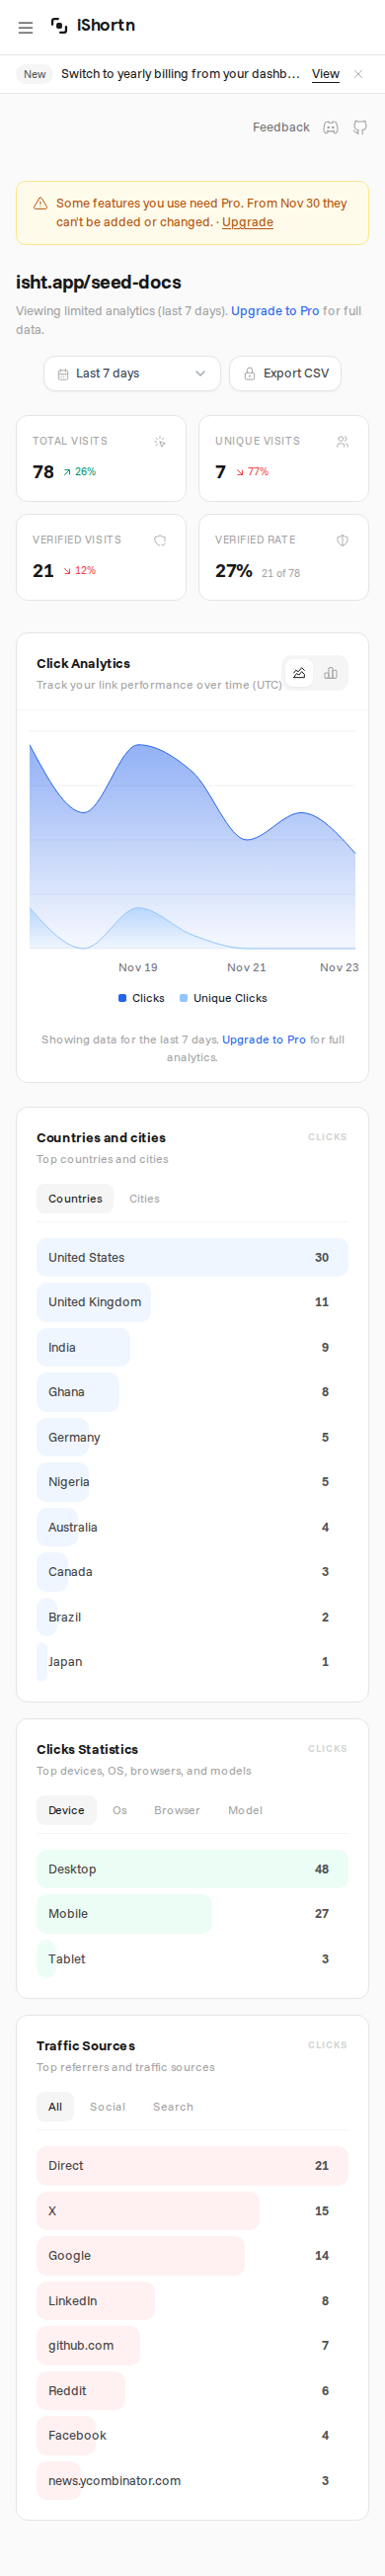 iShortn
New Switch to yearly billing from your dashb... View
Feedback
Some features you use need Pro. From Nov 30 they
can't be added or changed. · Upgrade
isht.app/seed-docs
Viewing limited analytics (last 7 days). Upgrade to Pro for full
data.
Last 7 days
Export CSV
TOTAL VISITS
78 26%
UNIQUE VISITS
7 77%
VERIFIED VISITS
21 12%
VERIFIED RATE
27% 21 of 78
Click Analytics
Track your link performance over time (UTC)
Nov 19 Nov 21 Nov 23
Clicks Unique Clicks
Showing data for the last 7 days. Upgrade to Pro for full
analytics.
Countries and cities CLICKS
Top countries and cities
Countries Cities
United States 30
United Kingdom 11
India 9
Ghana 8
Germany 5
Nigeria 5
Australia 4
Canada 3
Brazil 2
Japan 1
Clicks Statistics CLICKS
Top devices, OS, browsers, and models
Device Os Browser Model
Desktop 48
Mobile 27
Tablet 3
Traffic Sources CLICKS
Top referrers and traffic sources
All Social Search
Direct 21
X 15
Google 14
LinkedIn 8
github.com 7
Reddit 6
Facebook 4
news.ycombinator.com 3